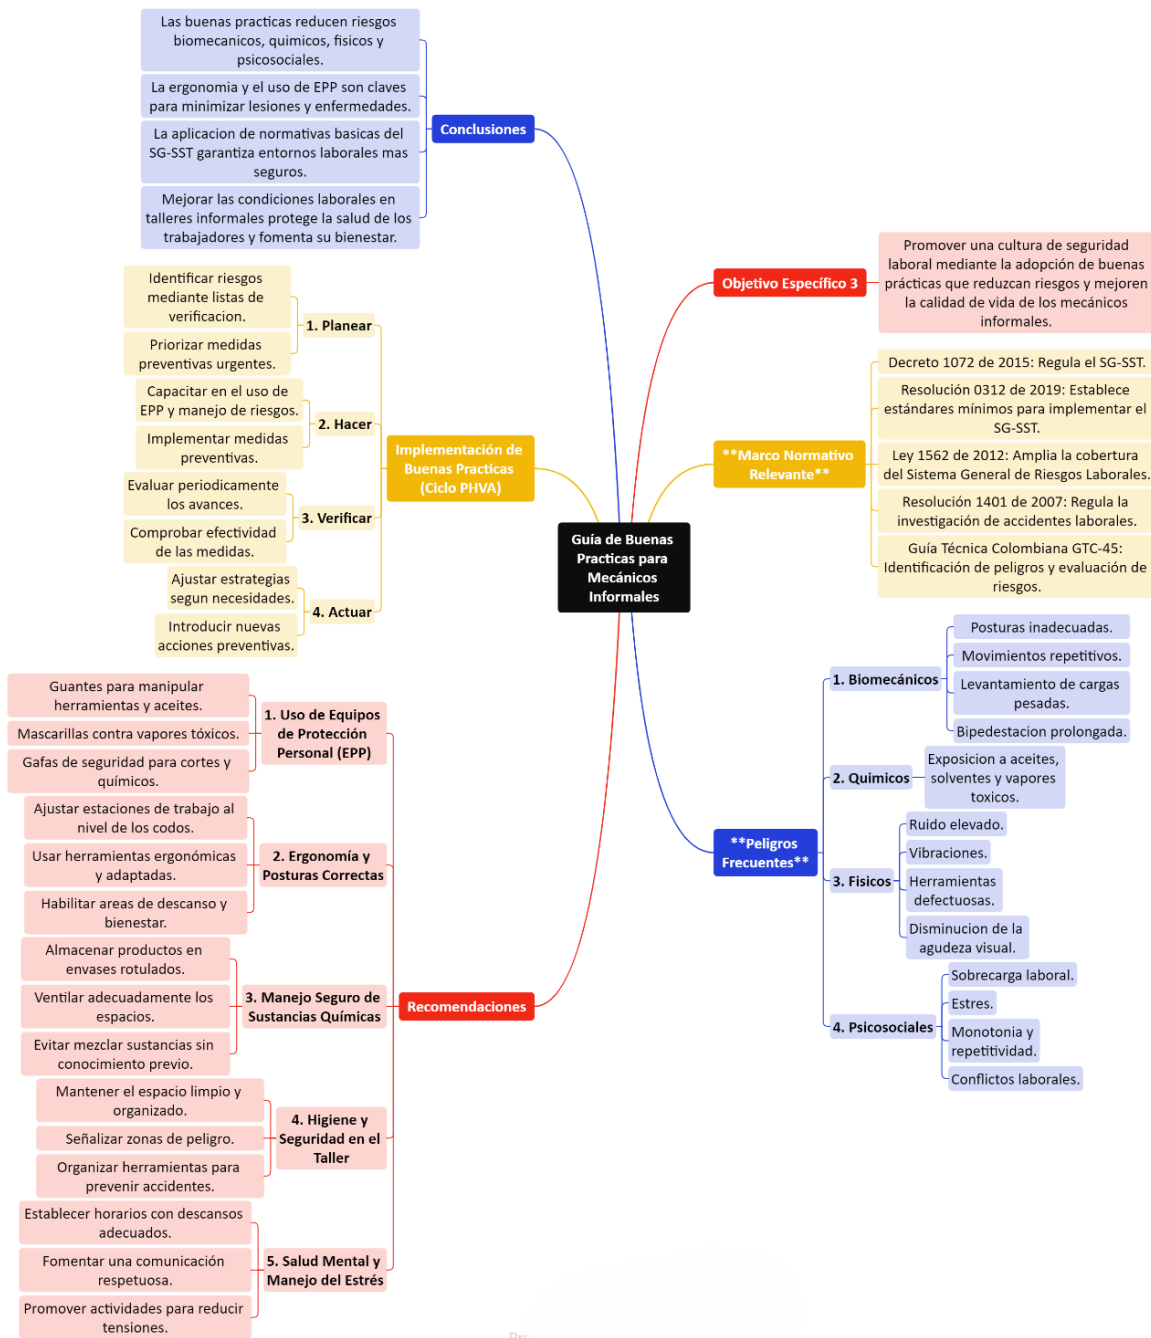 Guía de Buenas
Practicas para
Mecánicos
Informales
Objetivo Específico 3
Promover una cultura de seguridad
laboral mediante la adopción de buenas
prácticas que reduzcan riesgos y mejoren
la calidad de vida de los mecánicos
informales.
**Marco Normativo
Relevante**
Decreto 1072 de 2015: Regula el SG-SST.
Resolución 0312 de 2019: Establece
estándares mínimos para implementar el
SG-SST.
Ley 1562 de 2012: Amplia la cobertura
del Sistema General de Riesgos Laborales.
Resolución 1401 de 2007: Regula la
investigación de accidentes laborales.
Guía Técnica Colombiana GTC-45:
Identificación de peligros y evaluación de
riesgos.
**Peligros
Frecuentes**
1. Biomecánicos
Posturas inadecuadas.
Movimientos repetitivos.
Levantamiento de cargas
pesadas.
Bipedestacion prolongada.
2. Quimicos
Exposicion a aceites,
solventes y vapores
toxicos.
3. Fisicos
Ruido elevado.
Vibraciones.
Herramientas
defectuosas.
Disminucion de la
agudeza visual.
4. Psicosociales
Sobrecarga laboral.
Estres.
Monotonia y
repetitividad.
Conflictos laborales.
Conclusiones
Las buenas practicas reducen riesgos
biomecanicos, quimicos, fisicos y
psicosociales.
La ergonomia y el uso de EPP son claves
para minimizar lesiones y enfermedades.
La aplicacion de normativas basicas del
SG-SST garantiza entornos laborales mas
seguros.
Mejorar las condiciones laborales en
talleres informales protege la salud de los
trabajadores y fomenta su bienestar.
Implementación de
Buenas Practicas
(Ciclo PHVA)
1. Planear
Identificar riesgos
mediante listas de
verificacion.
Priorizar medidas
preventivas urgentes.
2. Hacer
Capacitar en el uso de
EPP y manejo de riesgos.
Implementar medidas
preventivas.
3. Verificar
Evaluar periodicamente
los avances.
Comprobar efectividad
de las medidas.
4. Actuar
Ajustar estrategias
segun necesidades.
Introducir nuevas
acciones preventivas.
Recomendaciones
1. Uso de Equipos
de Protección
Personal (EPP)
Guantes para manipular
herramientas y aceites.
Mascarillas contra vapores tóxicos.
Gafas de seguridad para cortes y
químicos.
2. Ergonomía y
Posturas Correctas
Ajustar estaciones de trabajo al
nivel de los codos.
Usar herramientas ergonómicas
y adaptadas.
Habilitar areas de descanso y
bienestar.
3. Manejo Seguro de
Sustancias Químicas
Almacenar productos en
envases rotulados.
Ventilar adecuadamente los
espacios.
Evitar mezclar sustancias sin
conocimiento previo.
4. Higiene y
Seguridad en el
Taller
Mantener el espacio limpio y
organizado.
Señalizar zonas de peligro.
Organizar herramientas para
prevenir accidentes.
5. Salud Mental y
Manejo del Estrés
Establecer horarios con descansos
adecuados.
Fomentar una comunicación
respetuosa.
Promover actividades para reducir
tensiones.